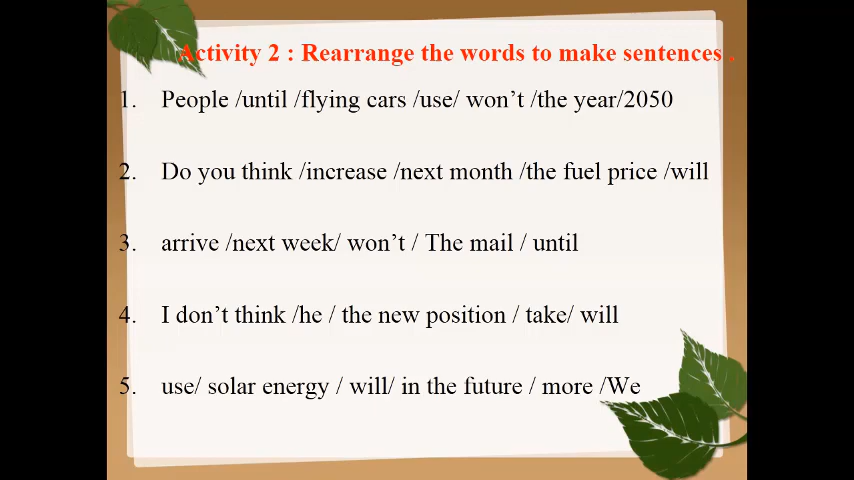 Activity 2 : Rearrange the words to make sentences .
1. People /until /flying cars /use/ won’t /the year/2050
2. Do you think /increase /next month /the fuel price /will
3. arrive /next week/ won’t / The mail / until
4. I don’t think /he / the new position / take/ will
5. use/ solar energy / will/ in the future / more /We